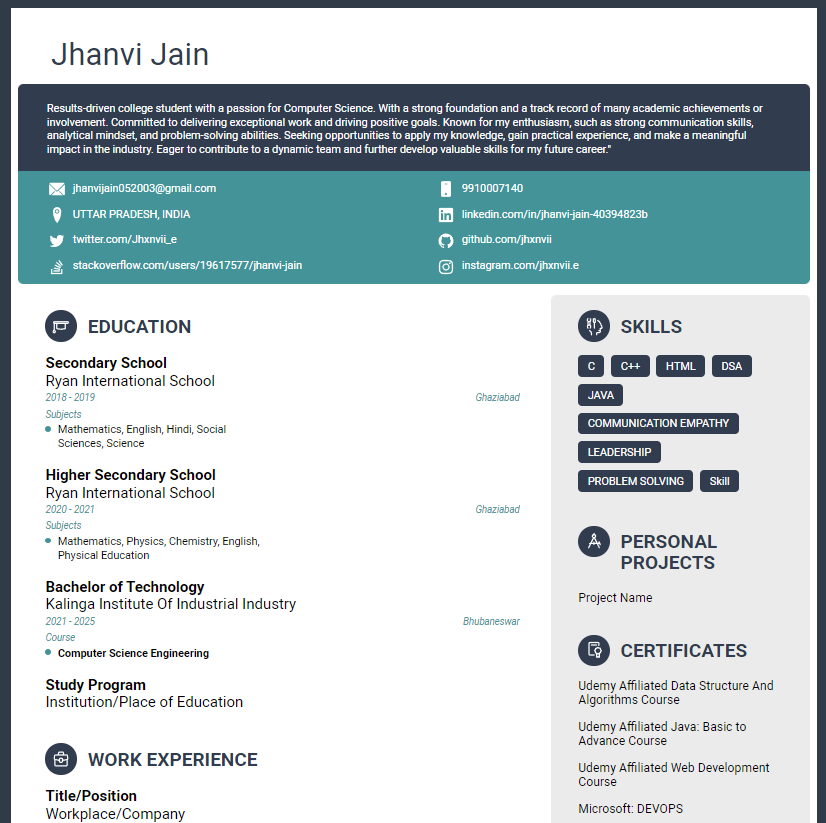 Jhanvi Jain
Results-driven college student with a passion for Computer Science. With a strong foundation and a track record of many academic achievements or
involvement. Committed to delivering exceptional work and driving positive goals. Known for my enthusiasm, such as strong communication skills,
analytical mindset, and problem-solving abilities. Seeking opportunities to apply my knowledge, gain practical experience, and make a meaningful
impact in the industry. Eager to contribute to a dynamic team and further develop valuable skills for my future career."
jhanvijain052003@gmail.com
9910007140
UTTAR PRADESH, INDIA
linkedin.com/in/jhanvi-jain-40394823b
twitter.com/Jhxnvii_e
github.com/jhxnvii
stackoverflow.com/users/19617577/jhanvi-jain
instagram.com/jhxnvii.e
EDUCATION
Secondary School
Ryan International School
2018 - 2019
Ghaziabad
Subjects
Mathematics, English, Hindi, Social
Sciences, Science
Higher Secondary School
Ryan International School
2020 - 2021
Ghaziabad
Subjects
Mathematics, Physics, Chemistry, English,
Physical Education
Bachelor of Technology
Kalinga Institute Of Industrial Industry
2021 - 2025
Bhubaneswar
Course
Computer Science Engineering
Study Program
Institution/Place of Education
WORK EXPERIENCE
Title/Position
Workplace/Company
SKILLS
C C++ HTML DSA
JAVA
COMMUNICATION EMPATHY
LEADERSHIP
PROBLEM SOLVING Skill
PERSONAL
PROJECTS
Project Name
CERTIFICATES
Udemy Affiliated Data Structure And
Algorithms Course
Udemy Affiliated Java: Basic to
Advance Course
Udemy Affiliated Web Development
Course
Microsoft: DEVOPS